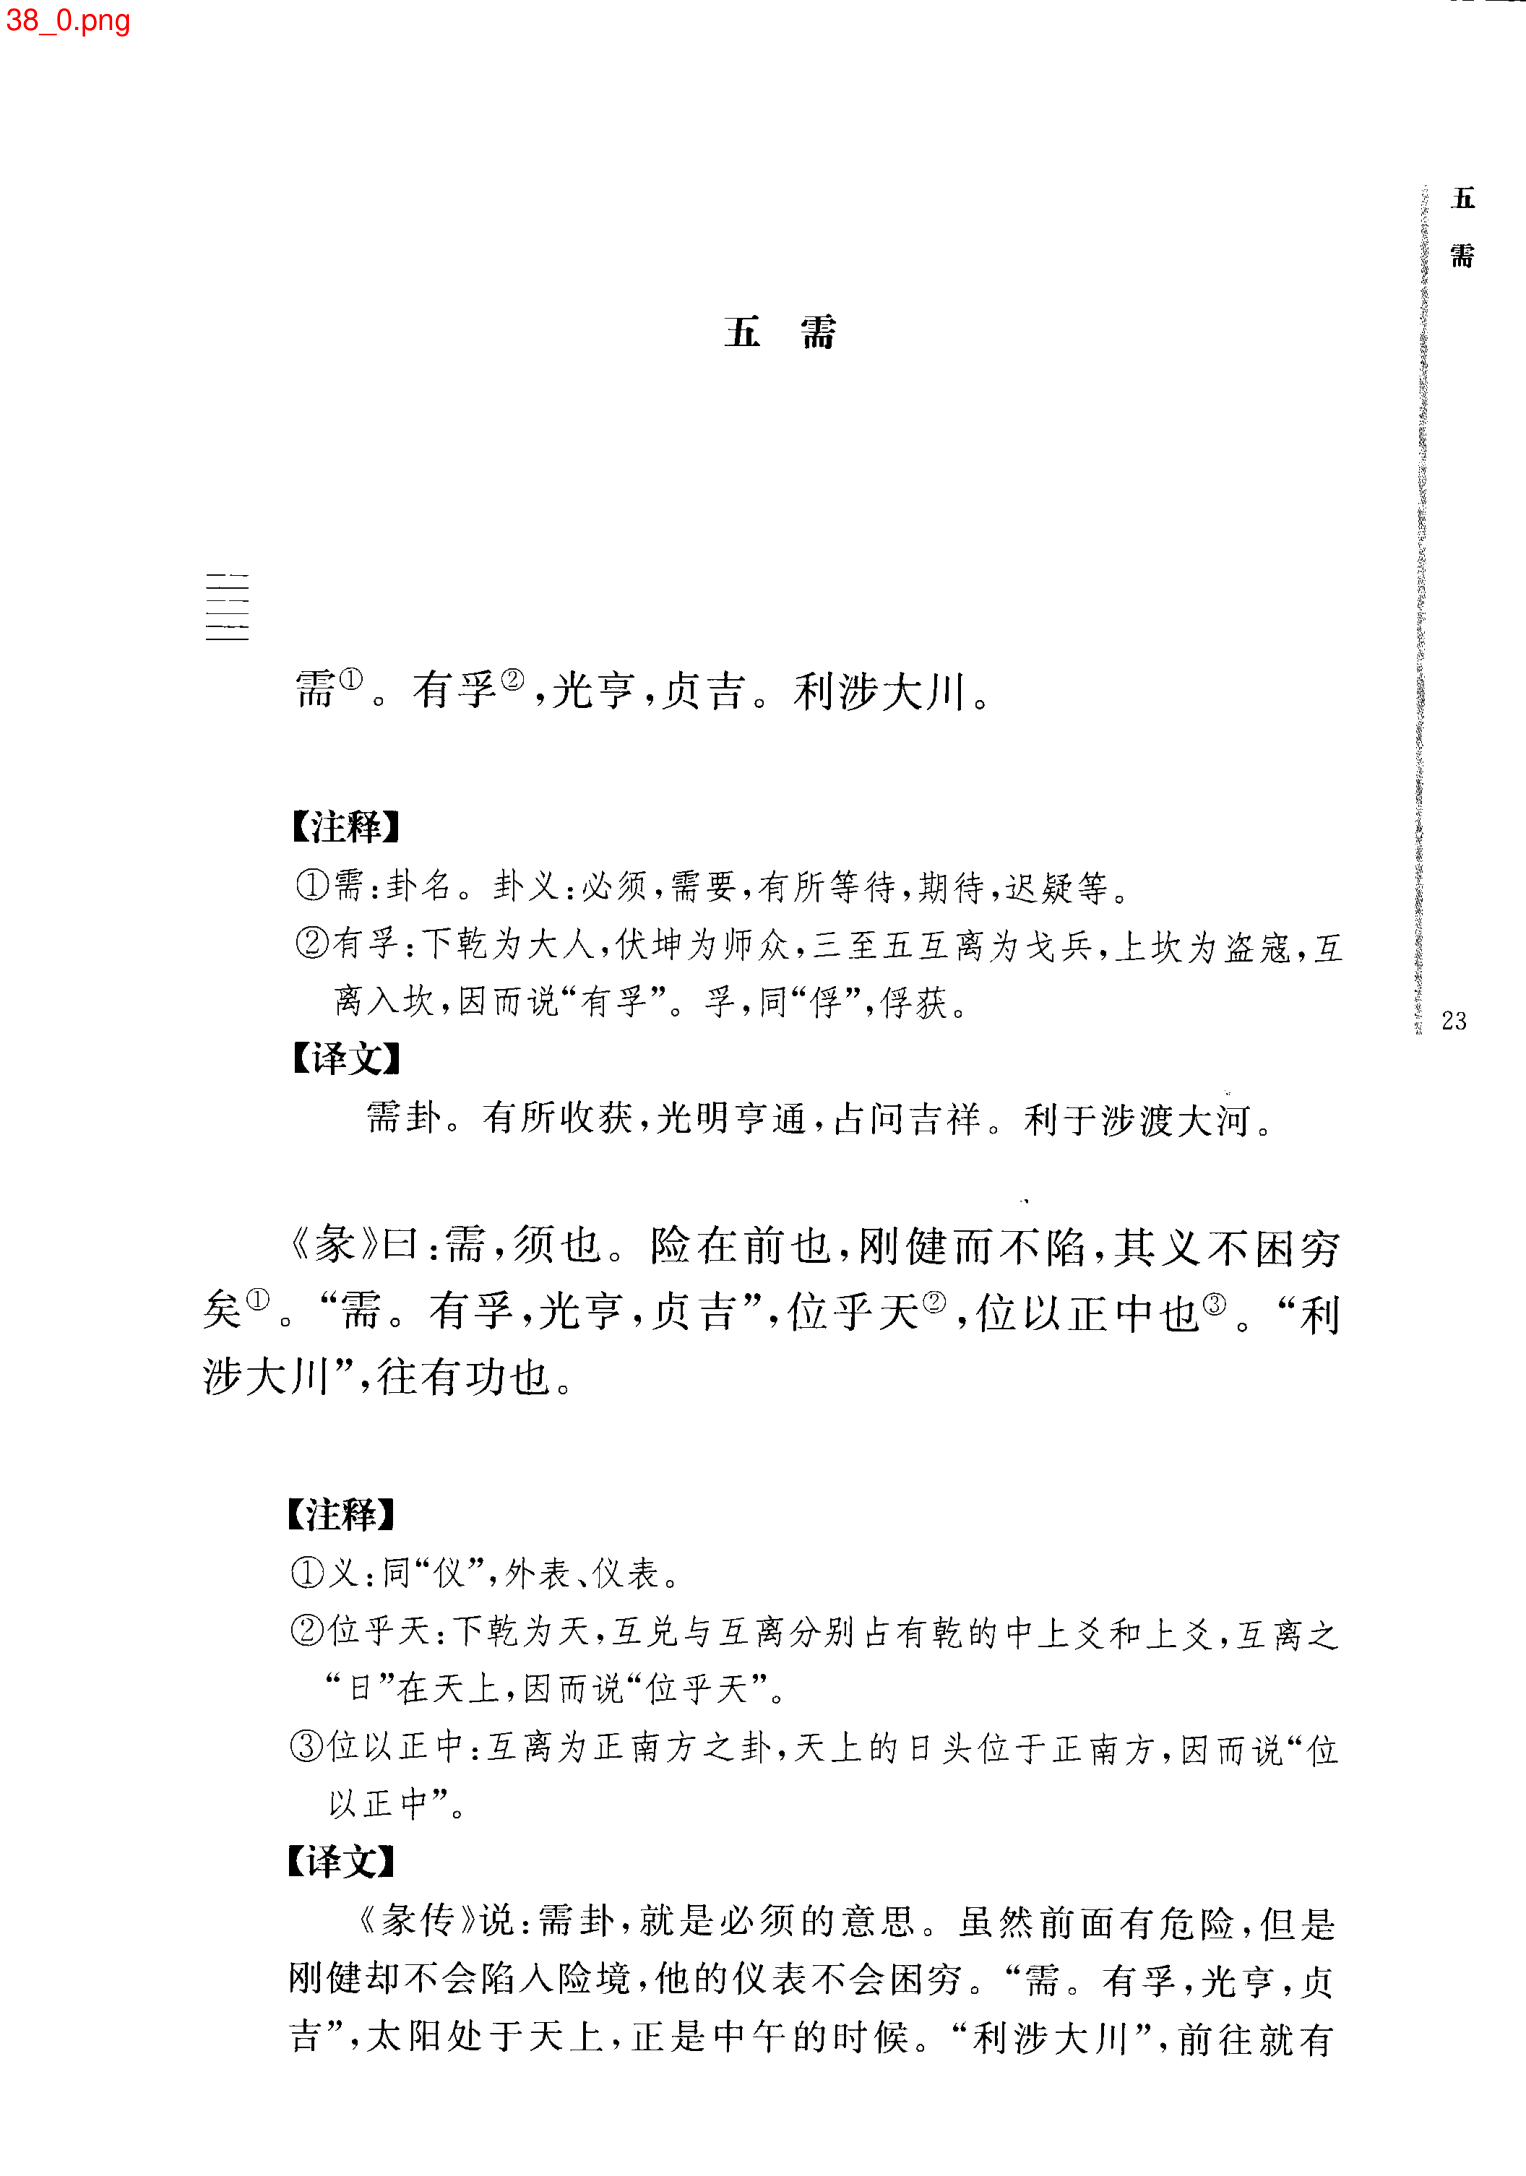 38_0.png
五 需
五 需
需①。有孚②,光亨,贞吉。利涉大川。
【注释】
①需:卦名。卦义:必须,需要,有所等待,期待,迟疑等。
②有孚:下乾为大人,伏坤为师众,三至五互离为戈兵,上坎为盗寇,互
离入坎,因而说“有孚”。孚,同“俘”,俘获。
23
【译文】
需卦。有所收获,光明亨通,占问吉祥。利于涉渡大河。
《彖》曰:需,须也。险在前也,刚健而不陷,其义不困穷
矣①。“需。有孚,光亨,贞吉”,位乎天②,位以正中也③。“利
涉大川”,往有功也。
【注释】
①义:同“仪”,外表、仪表。
②位乎天:下乾为天,互兑与互离分别占有乾的中上爻和上爻,互离之
“日”在天上,因而说“位乎天”。
③位以正中:互离为正南方之卦,天上的日头位于正南方,因而说“位
以正中”。
【译文】
《彖传》说:需卦,就是必须的意思。虽然前面有危险,但是
刚健却不会陷入险境,他的仪表不会困穷。“需。有孚,光亨,贞
吉”,太阳处于天上,正是中午的时候。“利涉大川”,前往就有